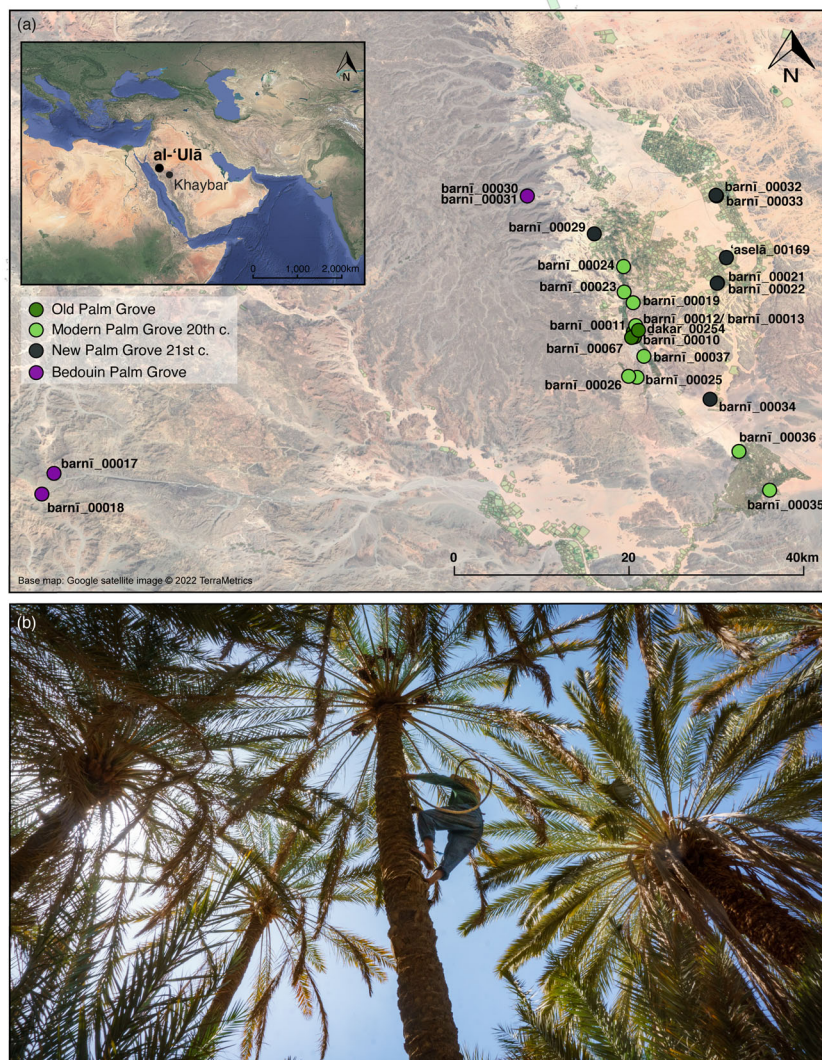 (a)
N
al-ʿUlā
Khaybar
0 1,000 2,000km
Old Palm Grove
Modern Palm Grove 20th c.
New Palm Grove 21st c.
Bedouin Palm Grove
N
barnī_00030
barnī_00031
barnī_00032
barnī_00033
barnī_00029
ʿaselā_00169
barnī_00024
barnī_00021
barnī_00022
barnī_00023
barnī_00019
barnī_00012/ barnī_00013
barnī_00011
dakar_00254
barnī_00010
barnī_00067
barnī_00037
barnī_00026
barnī_00025
barnī_00034
barnī_00036
barnī_00017
barnī_00018
barnī_00035
0 20 40km
Base map: Google satellite image © 2022 TerraMetrics
(b)